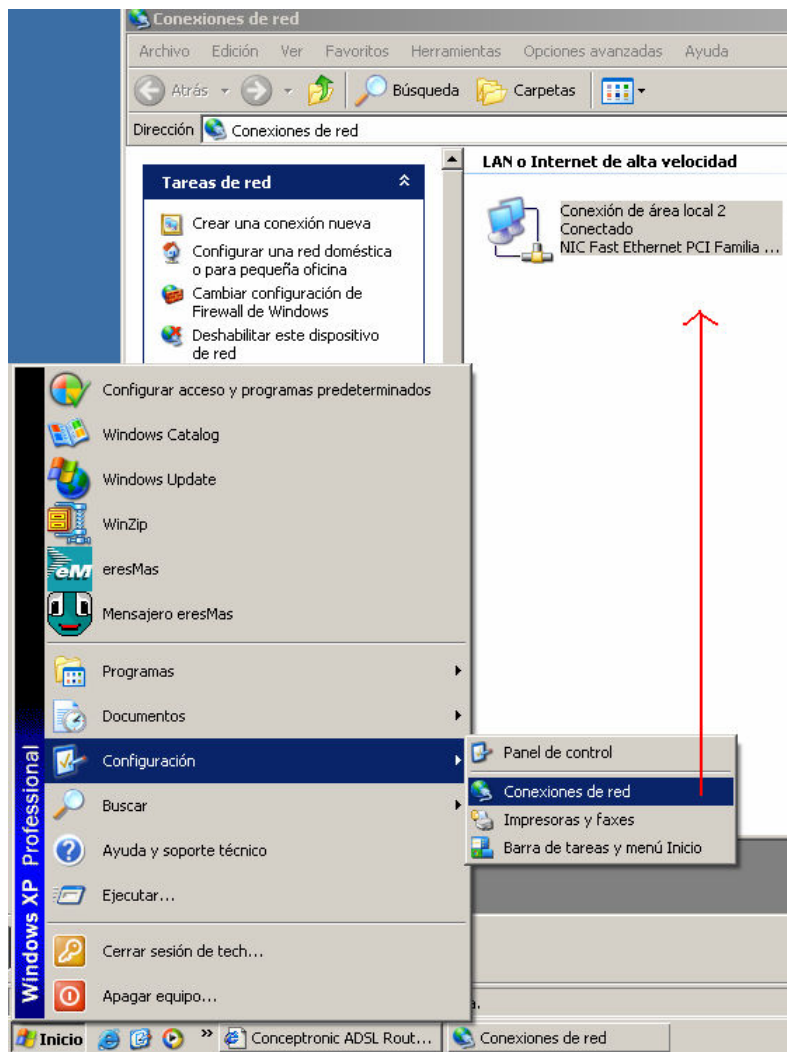 Conexiones de red
Archivo Edición Ver Favoritos Herramientas Opciones avanzadas Ayuda
Atrás Búsqueda Carpetas
Dirección Conexiones de red
Tareas de red
Crear una conexión nueva
Configurar una red doméstica
o para pequeña oficina
Cambiar configuración de
Firewall de Windows
Deshabilitar este dispositivo
de red
LAN o Internet de alta velocidad
Conexión de área local 2
Conectado
NIC Fast Ethernet PCI Familia ...
Configurar acceso y programas predeterminados
Windows Catalog
Windows Update
WinZip
eM eresMas
Mensajero eresMas
Programas
Documentos
Configuración
Buscar
Ayuda y soporte técnico
Ejecutar...
Cerrar sesión de tech...
Apagar equipo...
Windows XP Professional
Panel de control
Conexiones de red
Impresoras y faxes
Barra de tareas y menú Inicio
a.
Inicio » Conceptronic ADSL Rout... Conexiones de red